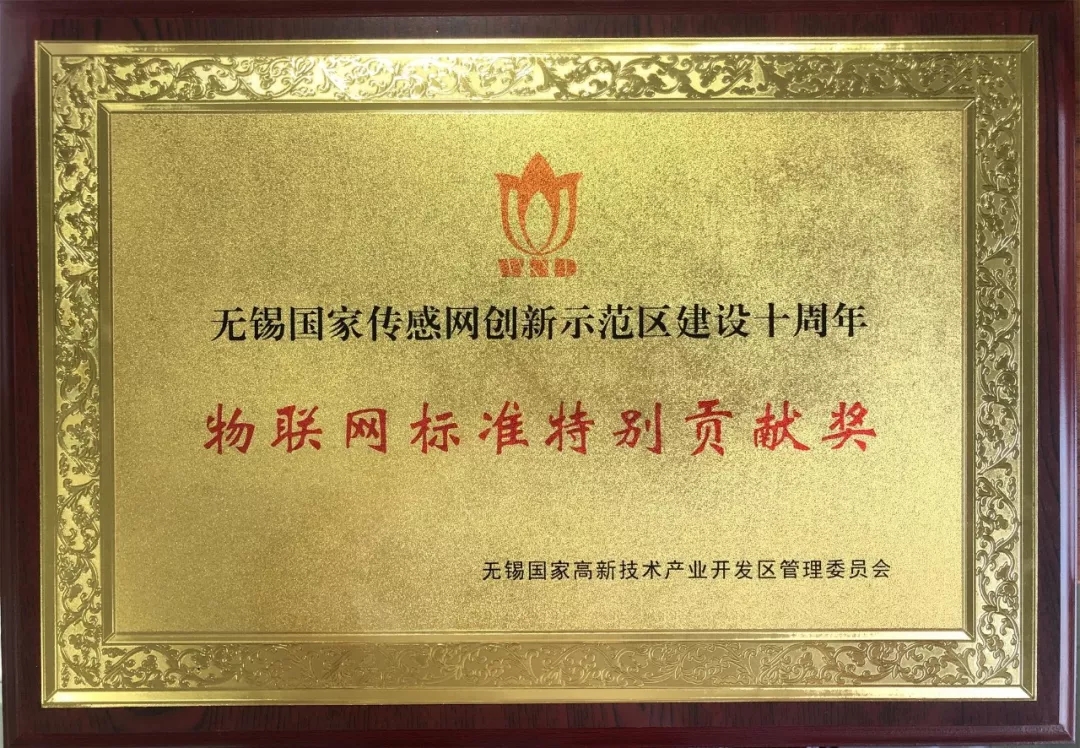 WND
无锡国家传感网创新示范区建设十周年
物联网标准特别贡献奖
无锡国家高新技术产业开发区管理委员会